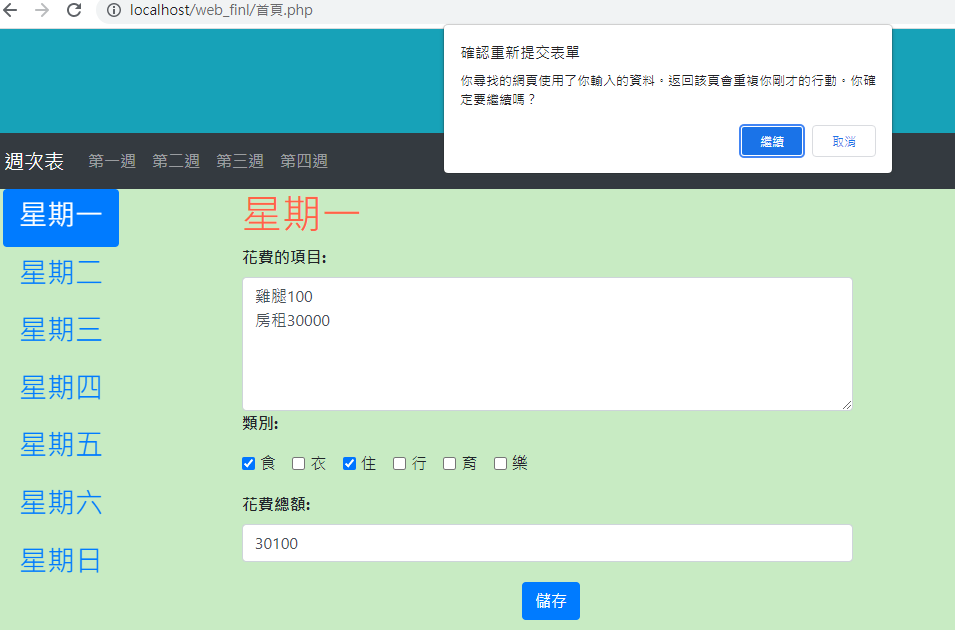 localhost/web_finl/首頁.php
確認重新提交表單
你尋找的網頁使用了你輸入的資料。返回該頁會重複你剛才的行動。你確
定要繼續嗎？
繼續 取消
週次表 第一週 第二週 第三週 第四週
星期一
星期二
星期三
星期四
星期五
星期六
星期日
星期一
花費的項目:
雞腿100
房租30000
類別:
食 衣 住 行 育 樂
花費總額:
30100
儲存